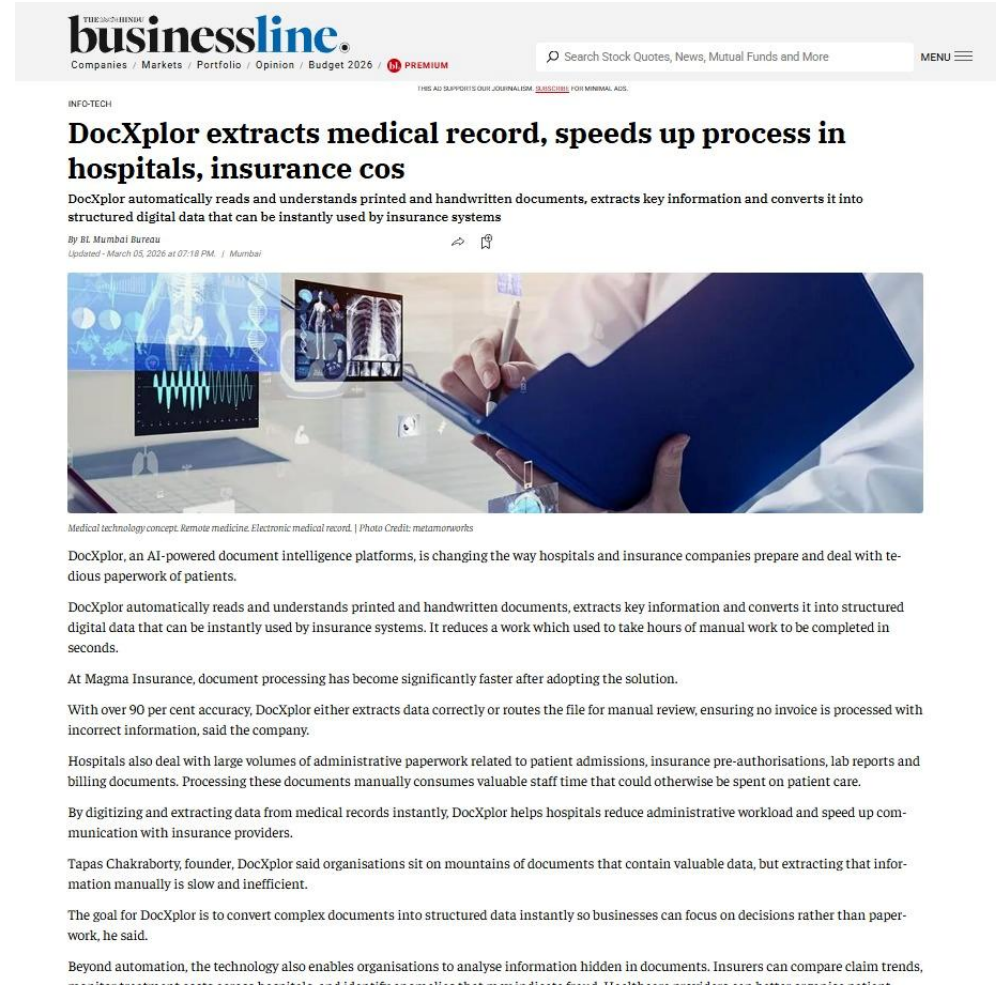 THE HINDU
businessline.
Companies / Markets / Portfolio / Opinion / Budget 2026 / bl. PREMIUM
Search Stock Quotes, News, Mutual Funds and More
MENU
THIS AD SUPPORTS OUR JOURNALISM. SUBSCRIBE FOR MINIMAL ADS.
INFO-TECH
DocXplor extracts medical record, speeds up process in
hospitals, insurance cos
DocXplor automatically reads and understands printed and handwritten documents, extracts key information and converts it into
structured digital data that can be instantly used by insurance systems
By BL Mumbai Bureau
Updated - March 05, 2026 at 07:18 PM. | Mumbai
Medical technology concept. Remote medicine. Electronic medical record. | Photo Credit: metamorworks
DocXplor, an AI-powered document intelligence platforms, is changing the way hospitals and insurance companies prepare and deal with te-
dious paperwork of patients.
DocXplor automatically reads and understands printed and handwritten documents, extracts key information and converts it into structured
digital data that can be instantly used by insurance systems. It reduces a work which used to take hours of manual work to be completed in
seconds.
At Magma Insurance, document processing has become significantly faster after adopting the solution.
With over 90 per cent accuracy, DocXplor either extracts data correctly or routes the file for manual review, ensuring no invoice is processed with
incorrect information, said the company.
Hospitals also deal with large volumes of administrative paperwork related to patient admissions, insurance pre-authorisations, lab reports and
billing documents. Processing these documents manually consumes valuable staff time that could otherwise be spent on patient care.
By digitizing and extracting data from medical records instantly, DocXplor helps hospitals reduce administrative workload and speed up com-
munication with insurance providers.
Tapas Chakraborty, founder, DocXplor said organisations sit on mountains of documents that contain valuable data, but extracting that infor-
mation manually is slow and inefficient.
The goal for DocXplor is to convert complex documents into structured data instantly so businesses can focus on decisions rather than paper-
work, he said.
Beyond automation, the technology also enables organisations to analyse information hidden in documents. Insurers can compare claim trends,